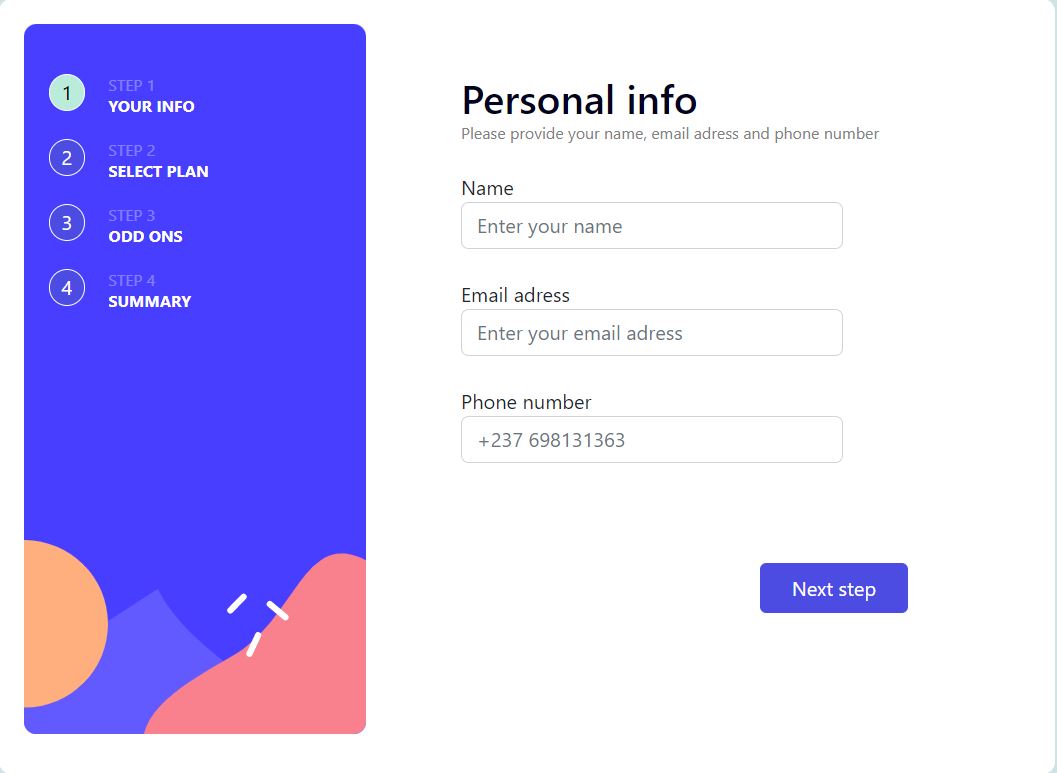 1
STEP 1
YOUR INFO
2
STEP 2
SELECT PLAN
3
STEP 3
ODD ONS
4
STEP 4
SUMMARY
Personal info
Please provide your name, email adress and phone number
Name
Enter your name
Email adress
Enter your email adress
Phone number
+237 698131363
Next step